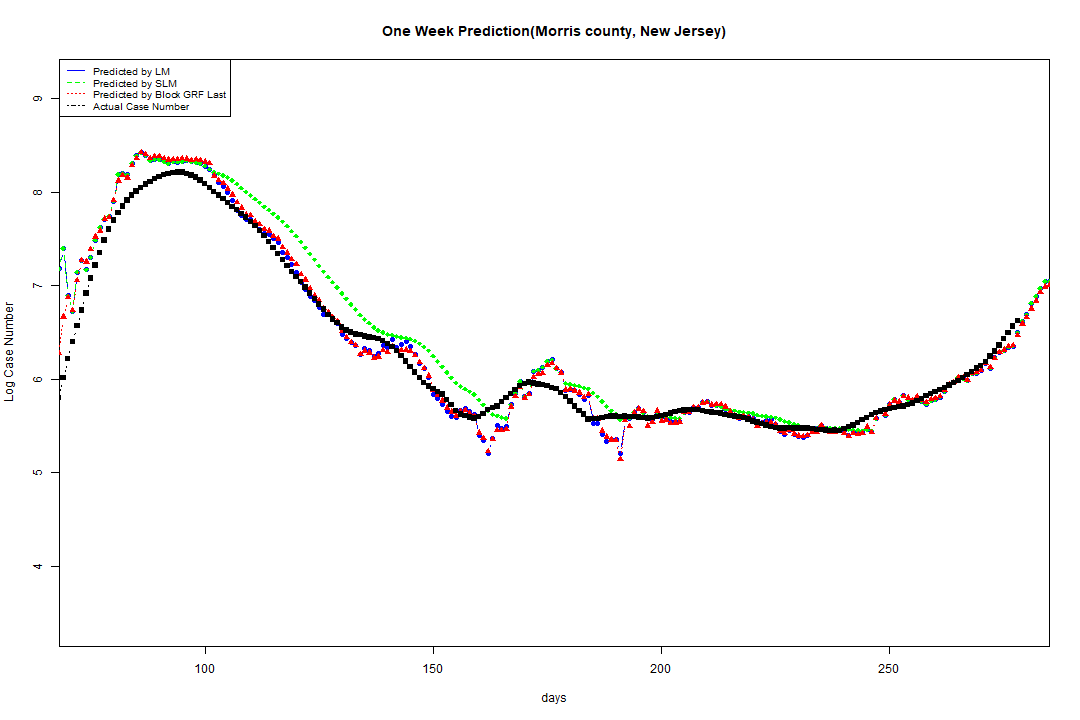 One Week Prediction(Morris county, New Jersey)
Predicted by LM
Predicted by SLM
Predicted by Block GRF Last
Actual Case Number
Log Case Number
9
8
7
6
5
4
100 150 200 250
days